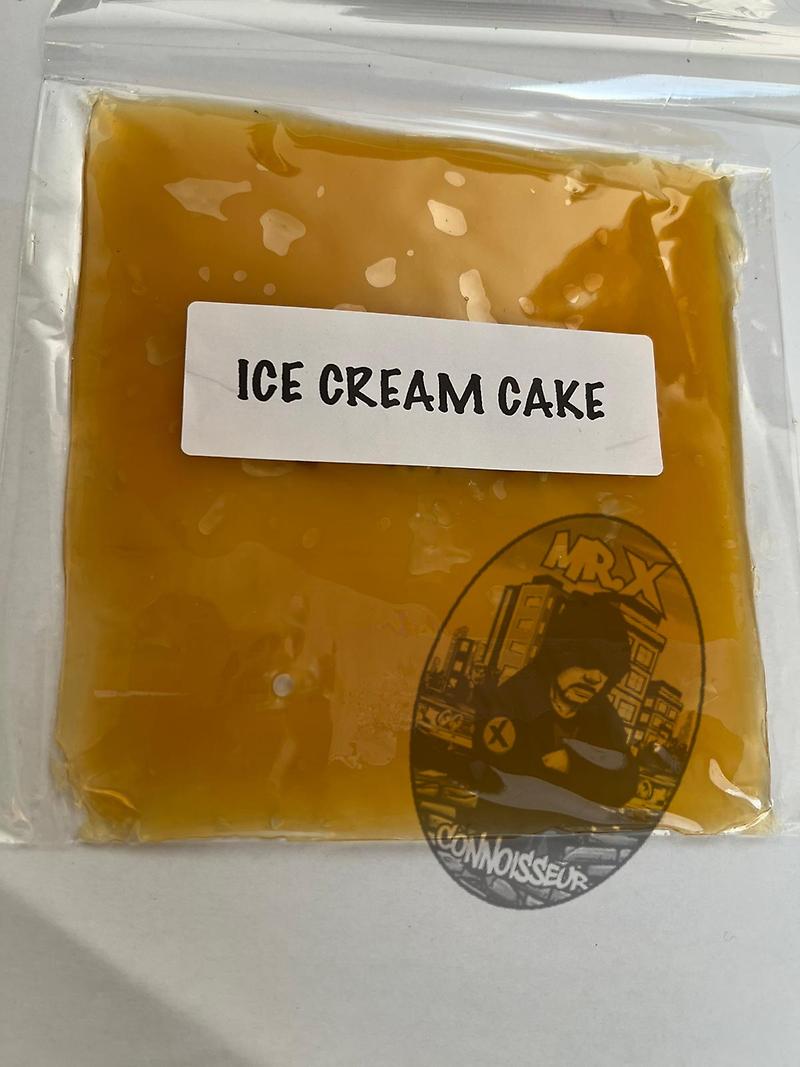 ICE CREAM CAKE
MR. X
X
CONNOISSEUR